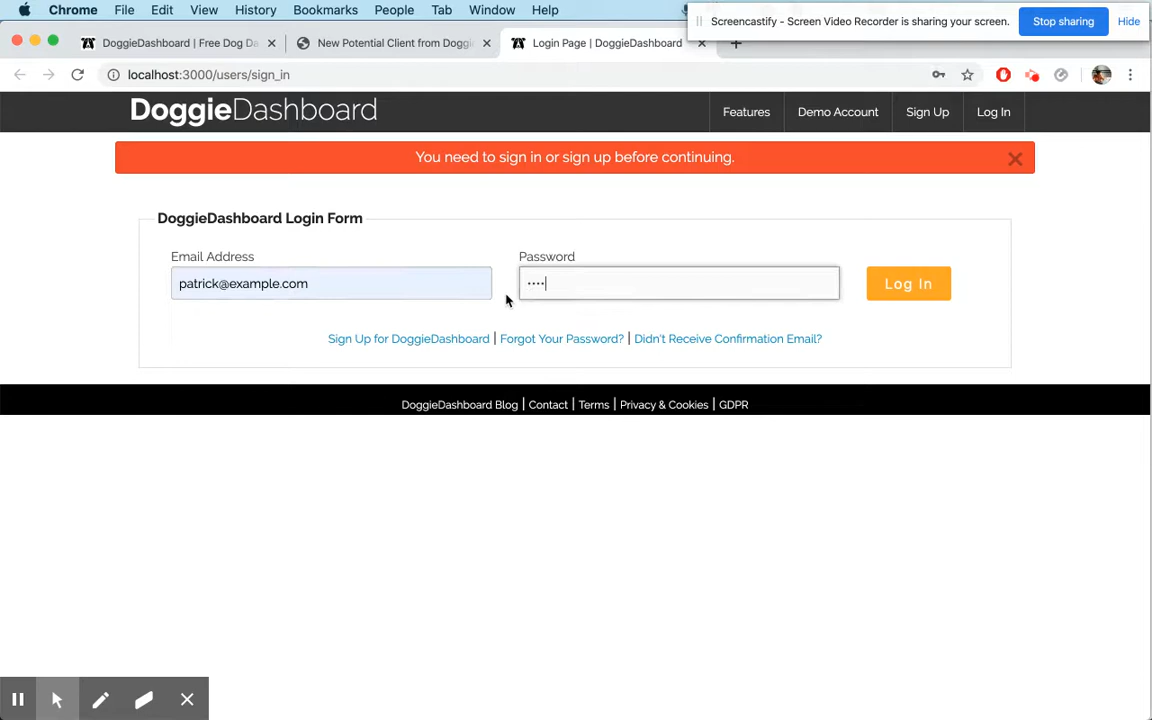 Chrome File Edit View History Bookmarks People Tab Window Help
Screencastify - Screen Video Recorder is sharing your screen. Stop sharing Hide
DoggieDashboard | Free Dog Da
New Potential Client from Doggi
Login Page | DoggieDashboard
localhost:3000/users/sign_in
DoggieDashboard
Features Demo Account Sign Up Log In
You need to sign in or sign up before continuing.
DoggieDashboard Login Form
Email Address Password
patrick@example.com •••• Log In
Sign Up for DoggieDashboard | Forgot Your Password? | Didn't Receive Confirmation Email?
DoggieDashboard Blog | Contact | Terms | Privacy & Cookies | GDPR